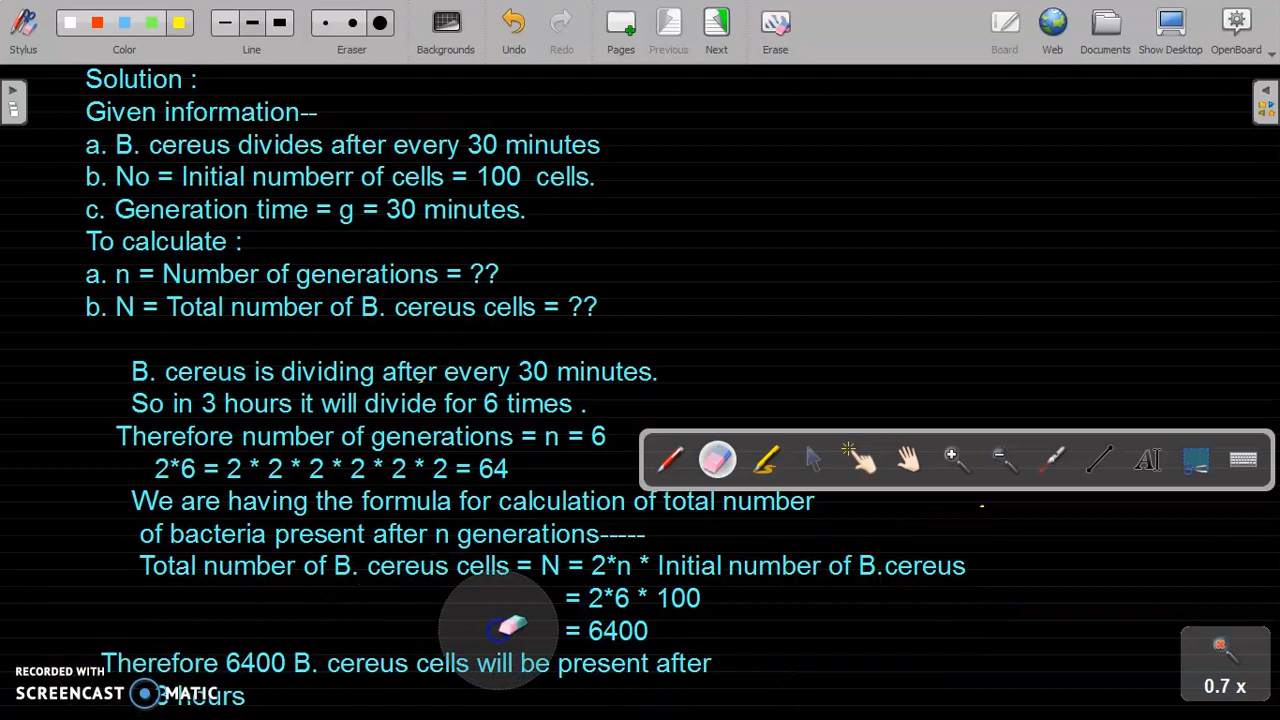 Stylus Color Line Eraser Backgrounds Undo Redo Pages Previous Next Erase Board Web Documents Show Desktop OpenBoard
Solution :
Given information--
a. B. cereus divides after every 30 minutes
b. No = Initial numberr of cells = 100 cells.
c. Generation time = g = 30 minutes.
To calculate :
a. n = Number of generations = ??
b. N = Total number of B. cereus cells = ??
B. cereus is dividing after every 30 minutes.
So in 3 hours it will divide for 6 times .
Therefore number of generations = n = 6
2*6 = 2 * 2 * 2 * 2 * 2 * 2 = 64
AI
We are having the formula for calculation of total number
of bacteria present after n generations-----
Total number of B. cereus cells = N = 2*n * Initial number of B.cereus
= 2*6 * 100
= 6400
Therefore 6400 B. cereus cells will be present after
3 hours
RECORDED WITH
SCREENCAST MATIC
0.7 x